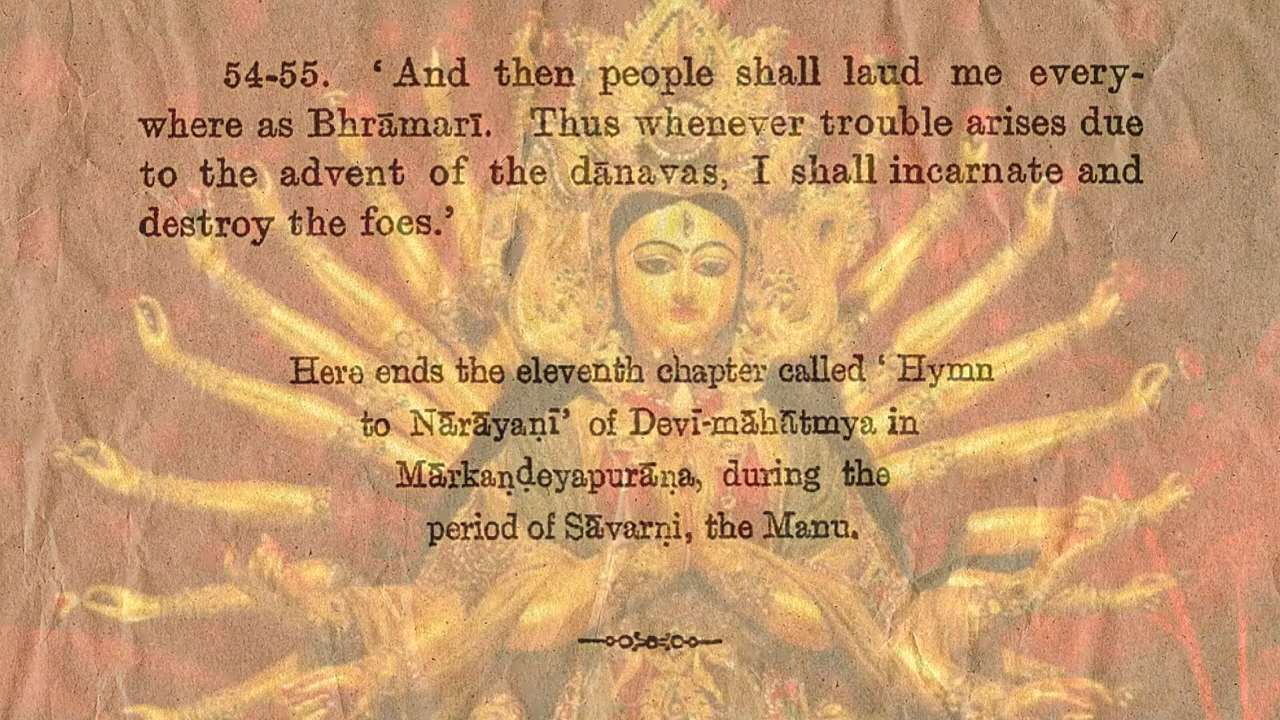 54-55. ‘And then people shall laud me every-
where as Bhrāmarī. Thus whenever trouble arises due
to the advent of the dānavas, I shall incarnate and
destroy the foes.’
Here ends the eleventh chapter called ‘Hymn
to Nārāyaṇī’ of Devī-māhātmya in
Mārkaṇḍeyapurāṇa, during the
period of Sāvarṇi, the Manu.